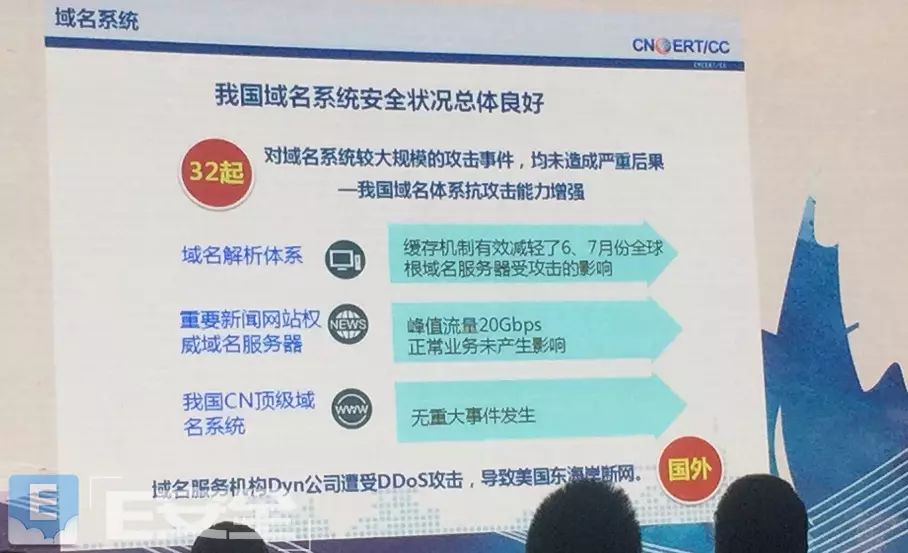 域名系统
CNCERT/CC
CNCERT/CC
我国域名系统安全状况总体良好
32起
对域名系统较大规模的攻击事件，均未造成严重后果
—我国域名体系抗攻击能力增强
域名解析体系
缓存机制有效减轻了6、7月份全球
根域名服务器受攻击的影响
重要新闻网站权
威域名服务器
NEWS
峰值流量20Gbps
正常业务未产生影响
我国CN顶级域
名系统
WWW
无重大事件发生
国外
域名服务机构Dyn公司遭受DDoS攻击，导致美国东海岸断网。
E
E安全